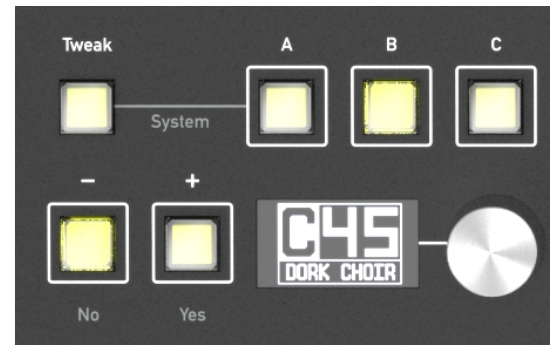 Tweak A B C
System
- +
C45
DORK CHOIR
No Yes